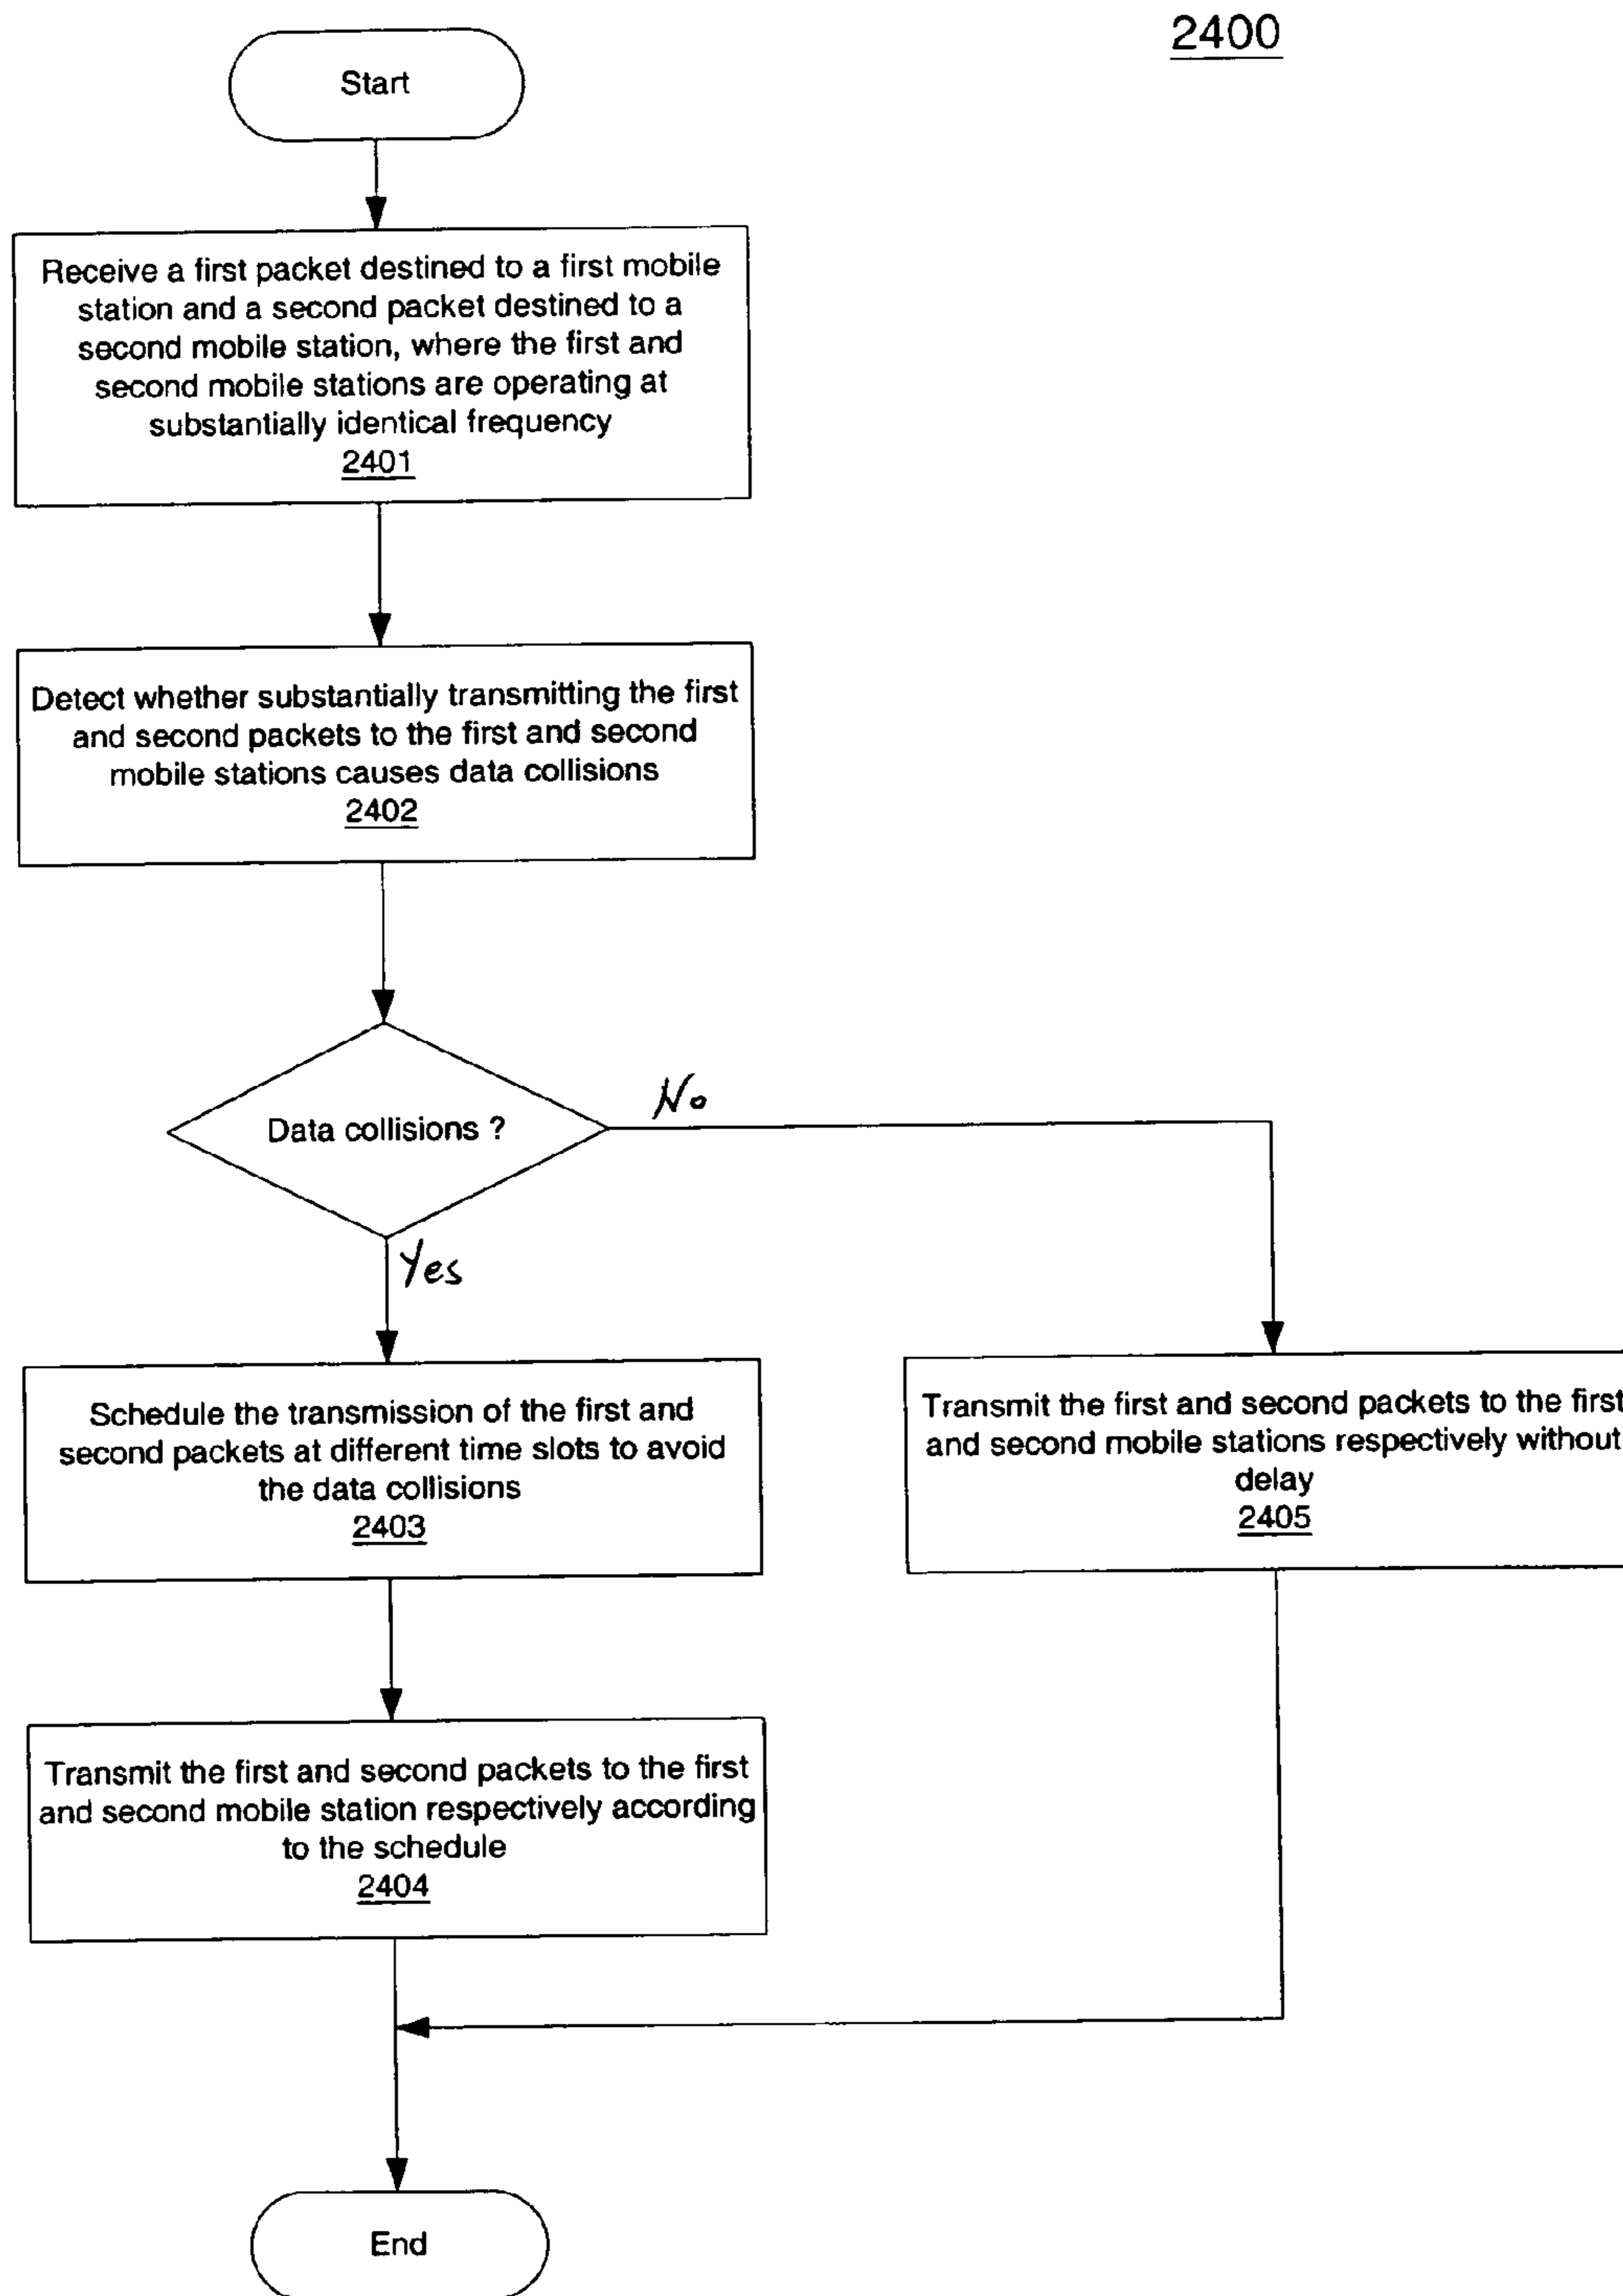 2400
Start
Receive a first packet destined to a first mobile
station and a second packet destined to a
second mobile station, where the first and
second mobile stations are operating at
substantially identical frequency
2401
Detect whether substantially transmitting the first
and second packets to the first and second
mobile stations causes data collisions
2402
Data collisions ?
No
Yes
Schedule the transmission of the first and
second packets at different time slots to avoid
the data collisions
2403
Transmit the first and second packets to the first
and second mobile stations respectively without
delay
2405
Transmit the first and second packets to the first
and second mobile station respectively according
to the schedule
2404
End